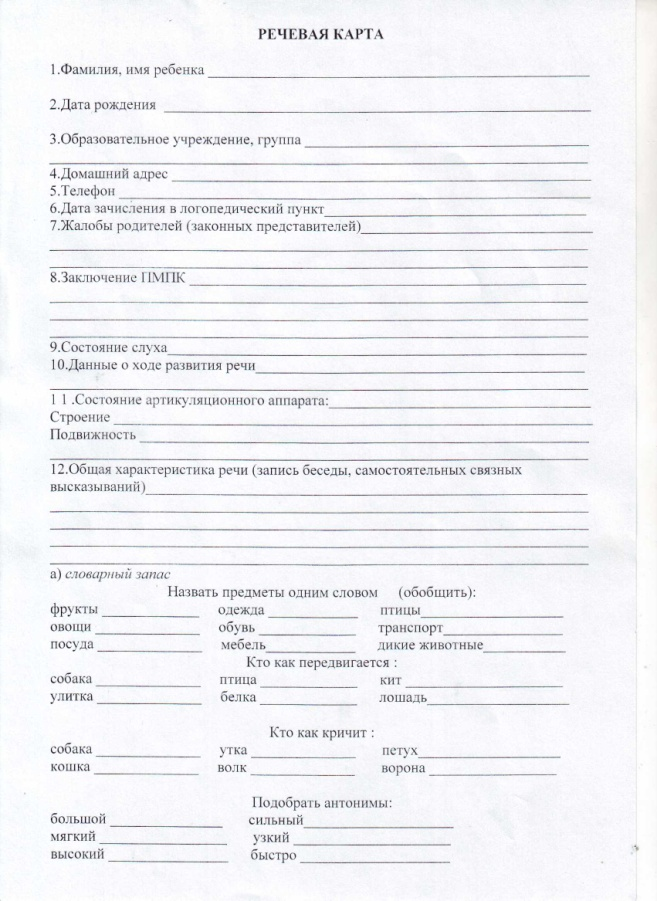 РЕЧЕВАЯ КАРТА
1.Фамилия, имя ребенка
2.Дата рождения
3.Образовательное учреждение, группа
4.Домашний адрес
5.Телефон
6.Дата зачисления в логопедический пункт
7.Жалобы родителей (законных представителей)
8.Заключение ПМПК
9.Состояние слуха
10.Данные о ходе развития речи
1 1 .Состояние артикуляционного аппарата:
Строение
Подвижность
12.Общая характеристика речи (запись беседы, самостоятельных связных
высказываний)
а) словарный запас
Назвать предметы одним словом (обобщить):
фрукты одежда птицы
овощи обувь транспорт
посуда мебель дикие животные
Кто как передвигается :
собака птица кит
улитка белка лошадь
Кто как кричит :
собака утка петух
кошка волк ворона
Подобрать антонимы:
большой сильный
мягкий узкий
высокий быстро